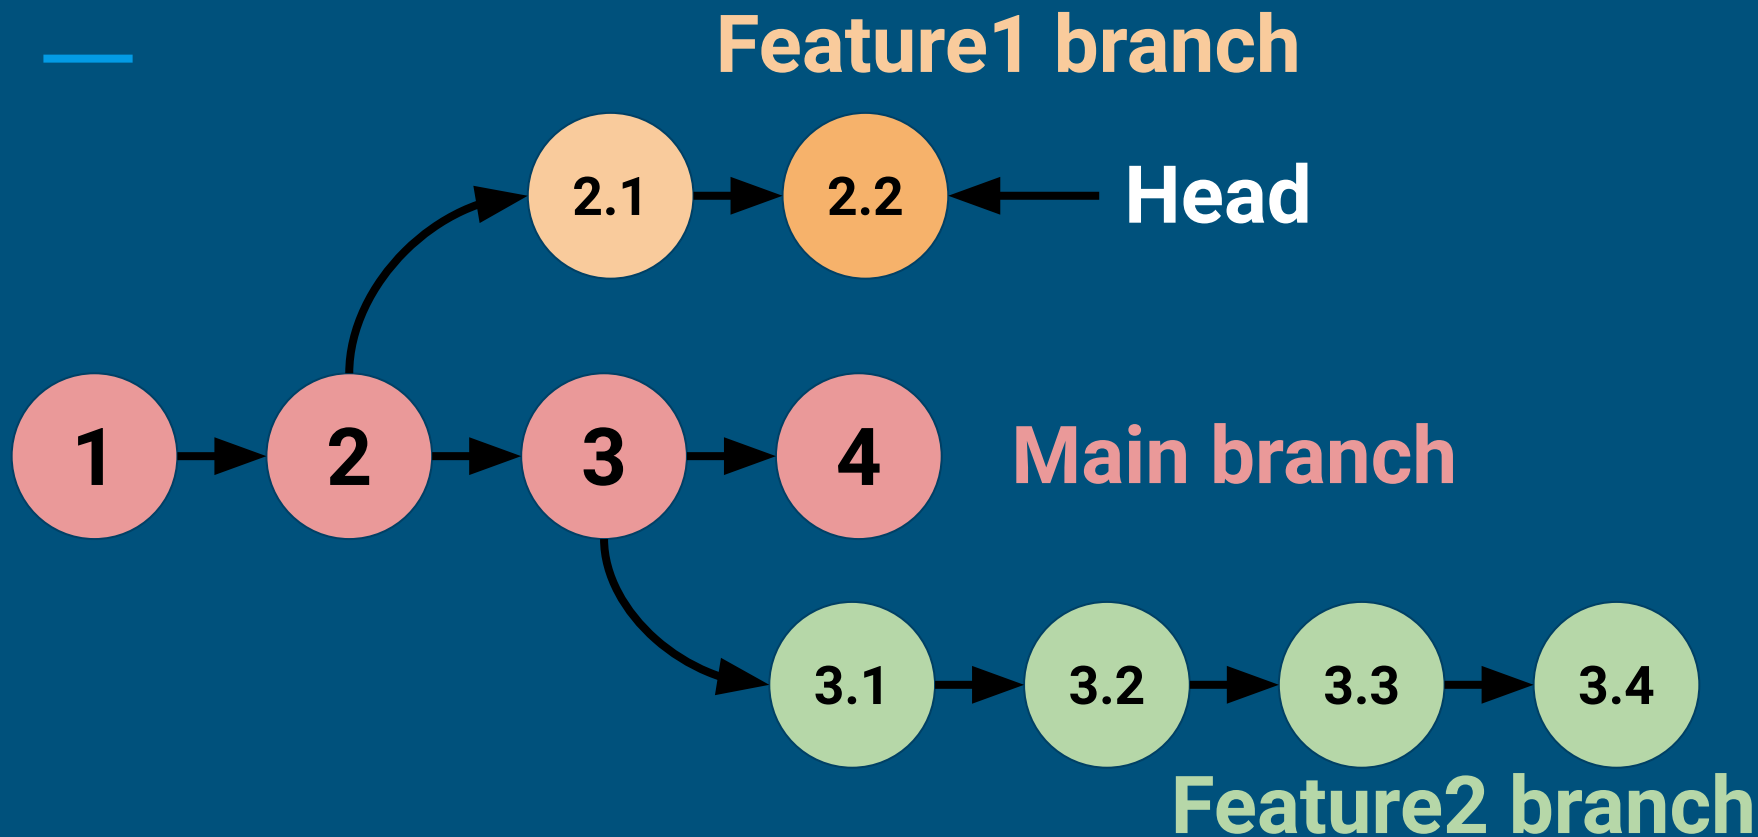 Feature1 branch
2.1
2.2
Head
1
2
3
4
Main branch
3.1
3.2
3.3
3.4
Feature2 branch